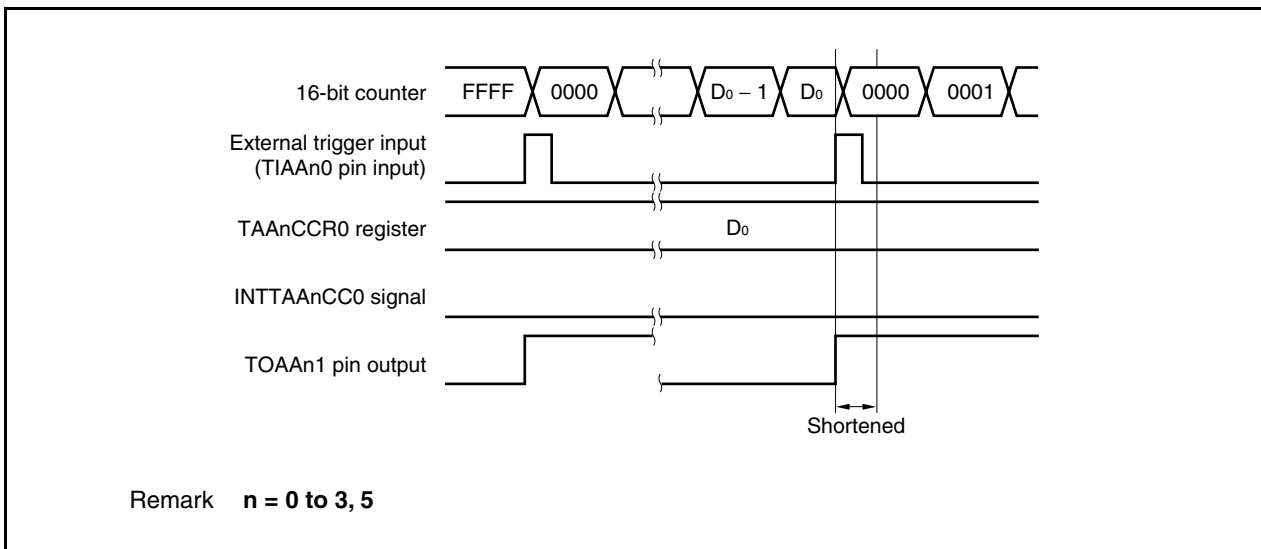 16-bit counter FFFF 0000 D0 − 1 D0 0000 0001
External trigger input
(TIAAn0 pin input)
TAAnCCR0 register D0
INTTAAnCC0 signal
TOAAn1 pin output
Shortened
Remark n = 0 to 3, 5